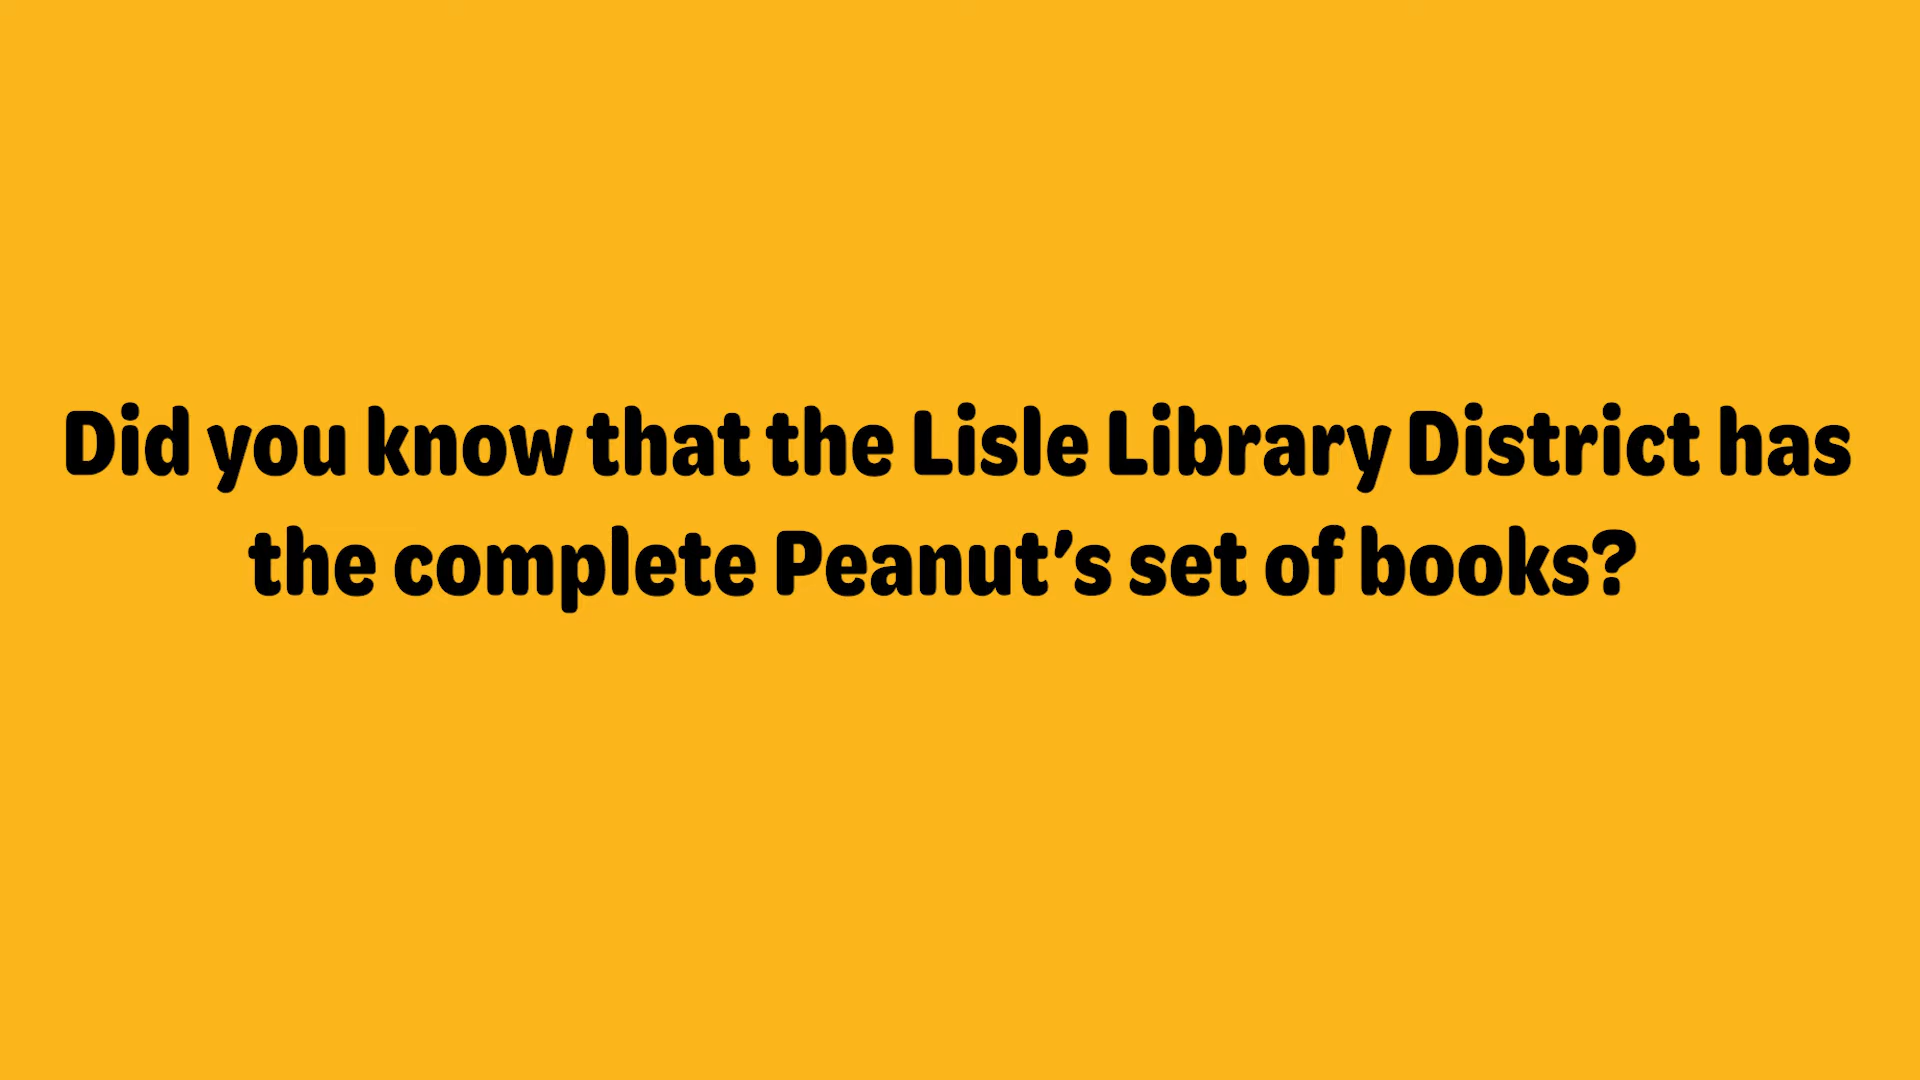 Did you know that the Lisle Library District has
the complete Peanut’s set of books?